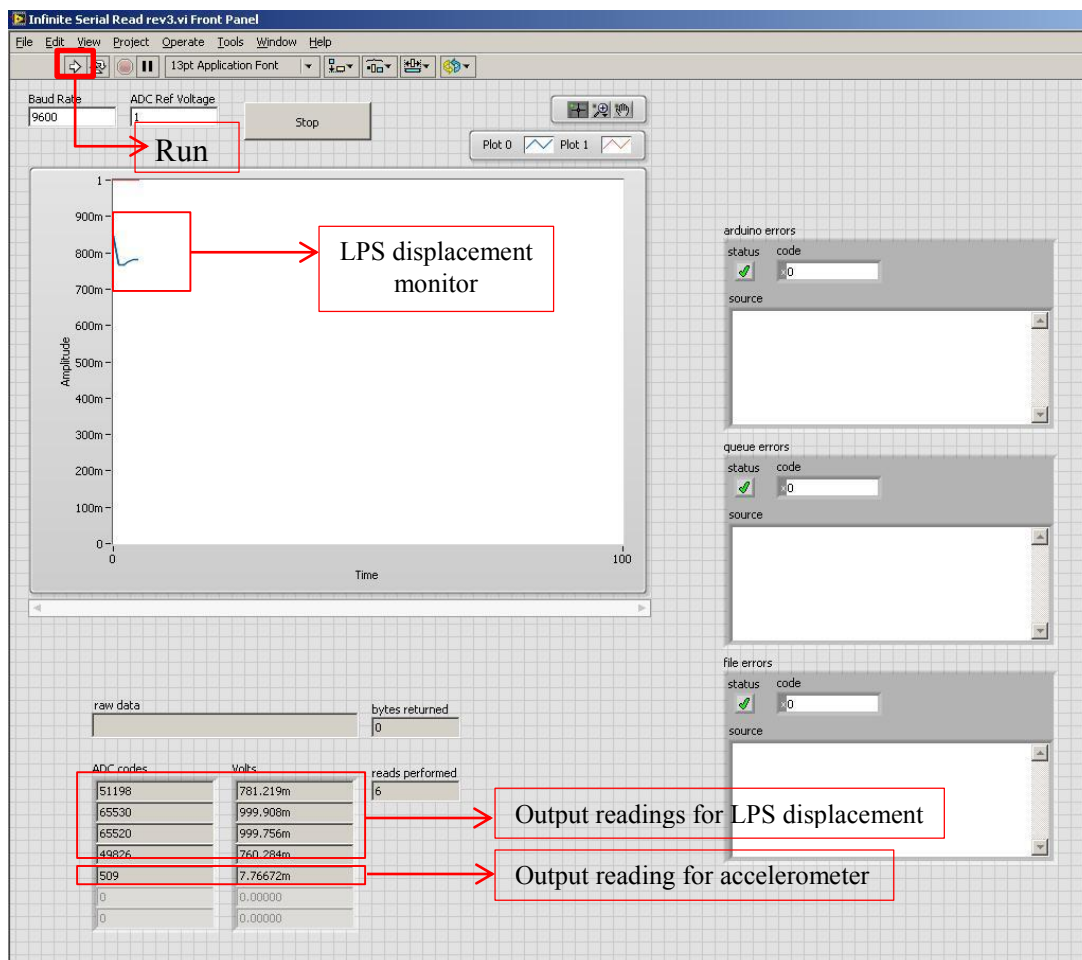 Infinite Serial Read rev3.vi Front Panel
File Edit View Project Operate Tools Window Help
13pt Application Font
Baud Rate
ADC Ref Voltage
9600
1
Stop
Run
Plot 0
Plot 1
1
900m
800m
700m
600m
500m
400m
300m
200m
100m
0
Amplitude
0
100
Time
LPS displacement
monitor
arduino errors
status code
0
source
queue errors
status code
0
source
file errors
status code
0
source
raw data
bytes returned
0
ADC codes
Volts
reads performed
51198
781.219m
6
65530
999.908m
65520
999.756m
49826
760.284m
509
7.76672m
0
0.00000
0
0.00000
Output readings for LPS displacement
Output reading for accelerometer